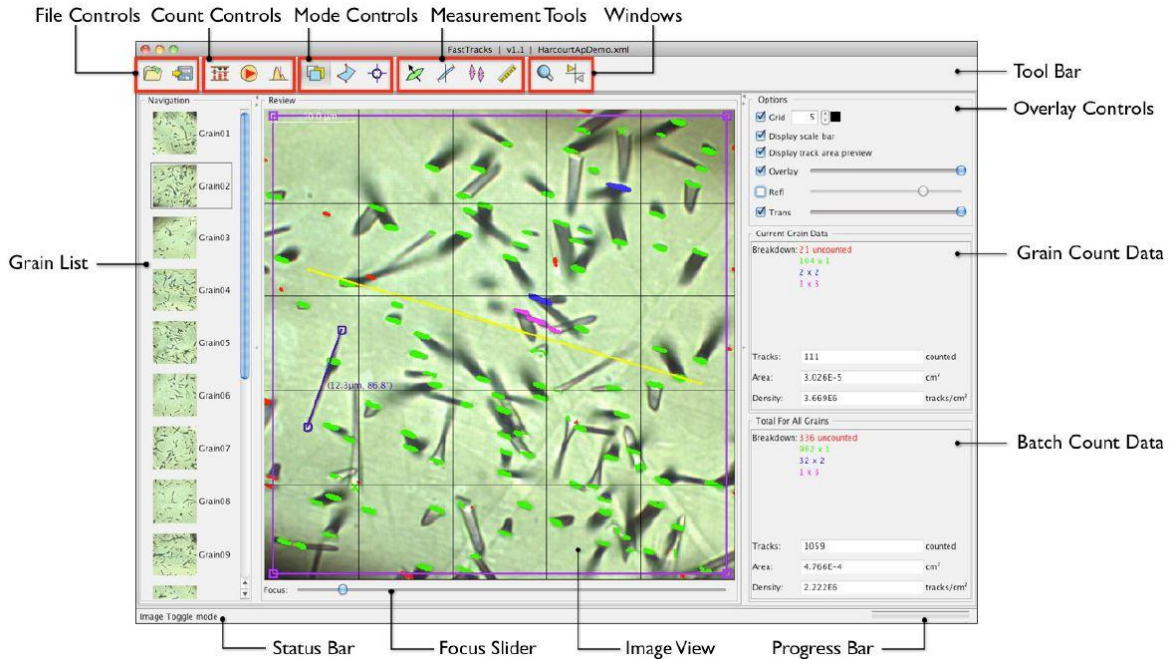 File Controls Count Controls Mode Controls Measurement Tools Windows
FastTracks | v1.1 | HarcourtApDemo.xml
Tool Bar
Navigation
Review
Options
Overlay Controls
Grid 5
Display scale bar
Display track area preview
Overlay
Refl
Trans
Grain01
Grain02
Grain03
Grain List
Grain04
Grain05
Grain06
Grain07
Grain08
Grain09
(12.3µm, 86.8°)
Current Grain Data
Breakdown: 21 uncounted
104 x 1
2 x 2
1 x 3
Grain Count Data
Tracks: 111 counted
Area: 3.026E-5 cm²
Density: 3.669E6 tracks/cm²
Total For All Grains
Breakdown: 336 uncounted
992 x 1
32 x 2
1 x 3
Batch Count Data
Tracks: 1059 counted
Area: 4.766E-4 cm²
Density: 2.222E6 tracks/cm²
Focus:
Image Toggle mode
Status Bar Focus Slider Image View Progress Bar